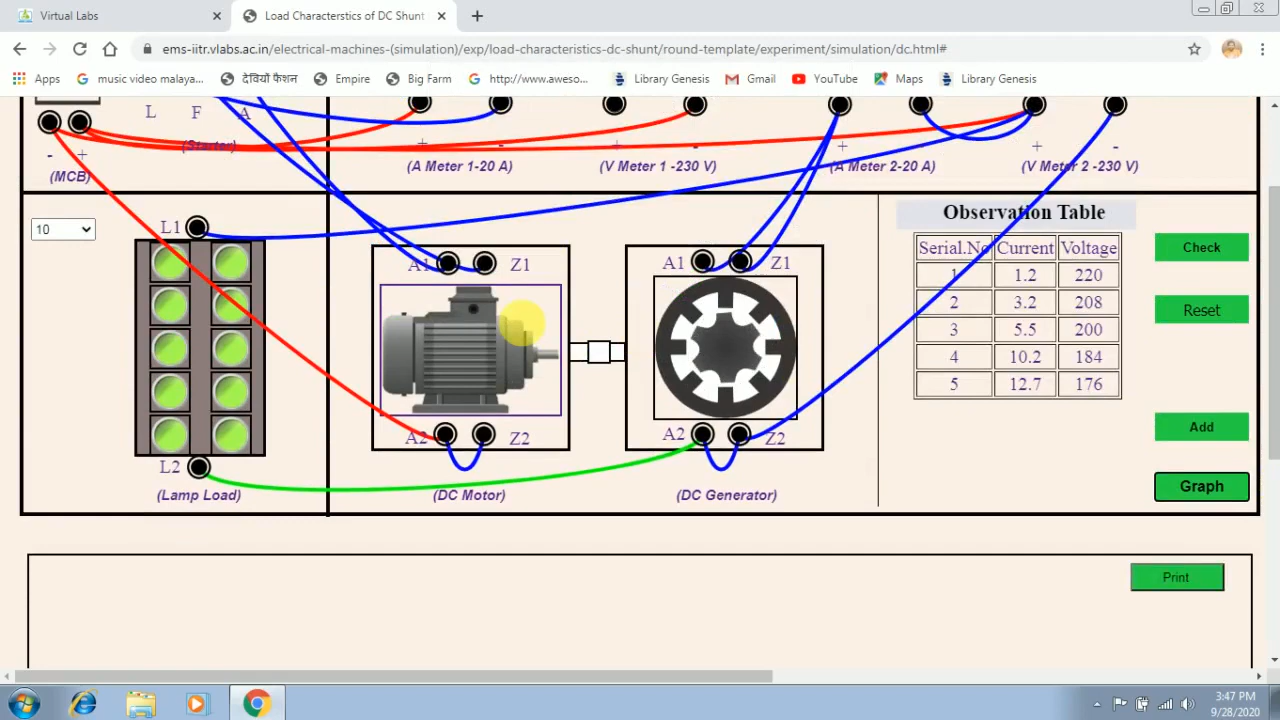 Virtual Labs
Load Characterstics of DC Shunt
ems-iitr.vlabs.ac.in/electrical-machines-(simulation)/exp/load-characteristics-dc-shunt/round-template/experiment/simulation/dc.html#
Apps music video malaya... देवियो फैशन Empire Big Farm http://www.aweso... Library Genesis Gmail YouTube Maps Library Genesis
L F A
(Starter)
- +
(MCB)
+ -
(A Meter 1-20 A)
+ -
(V Meter 1 -230 V)
+
(A Meter 2-20 A)
+ -
(V Meter 2 -230 V)
10
L1
L2
(Lamp Load)
A1 Z1
A2 Z2
(DC Motor)
A1 Z1
A2 Z2
(DC Generator)
Observation Table
Serial.No Current Voltage
1 1.2 220
2 3.2 208
3 5.5 200
4 10.2 184
5 12.7 176
Check
Reset
Add
Graph
Print
3:47 PM
9/28/2020